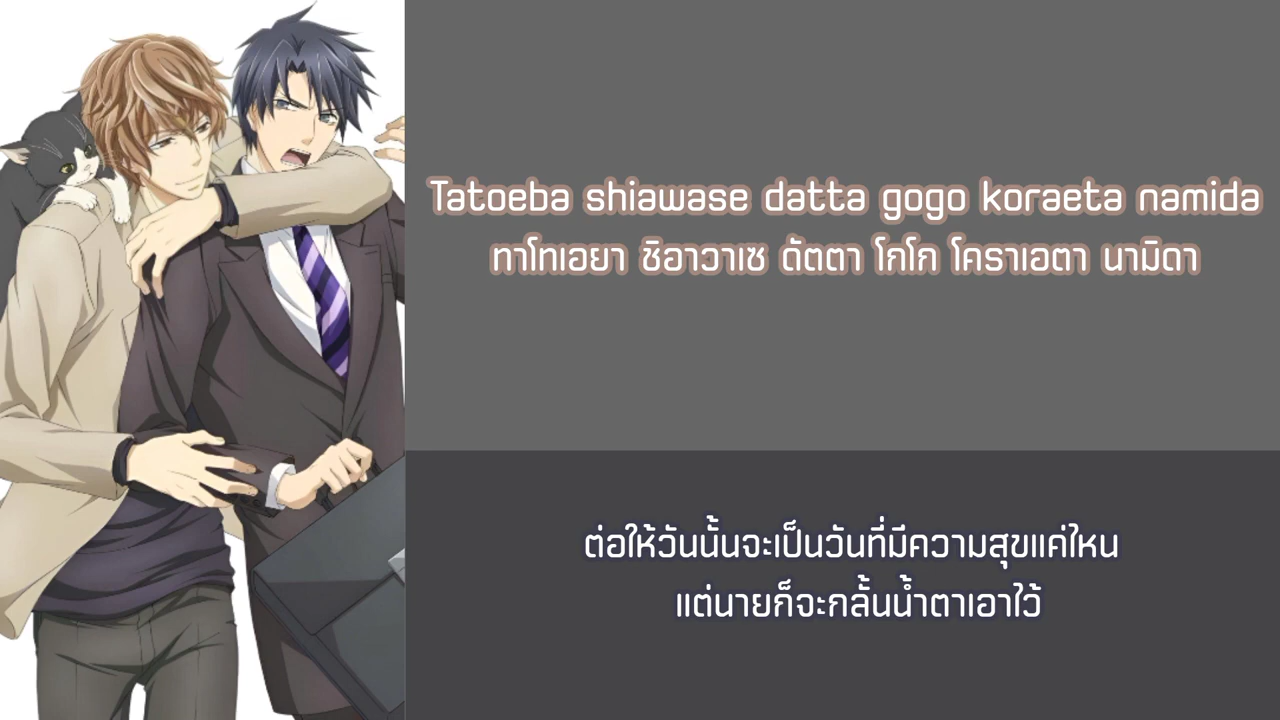 Tatoeba shiawase datta gogo koraeta namida
ทาโทเอยา ชิอาวาเซ ดัตตา โกโก โคราเอตา นามิดา
ต่อให้วันนั้นจะเป็นวันที่มีความสุขแค่ไหน
แต่นายก็จะกลั้นน้ำตาเอาไว้